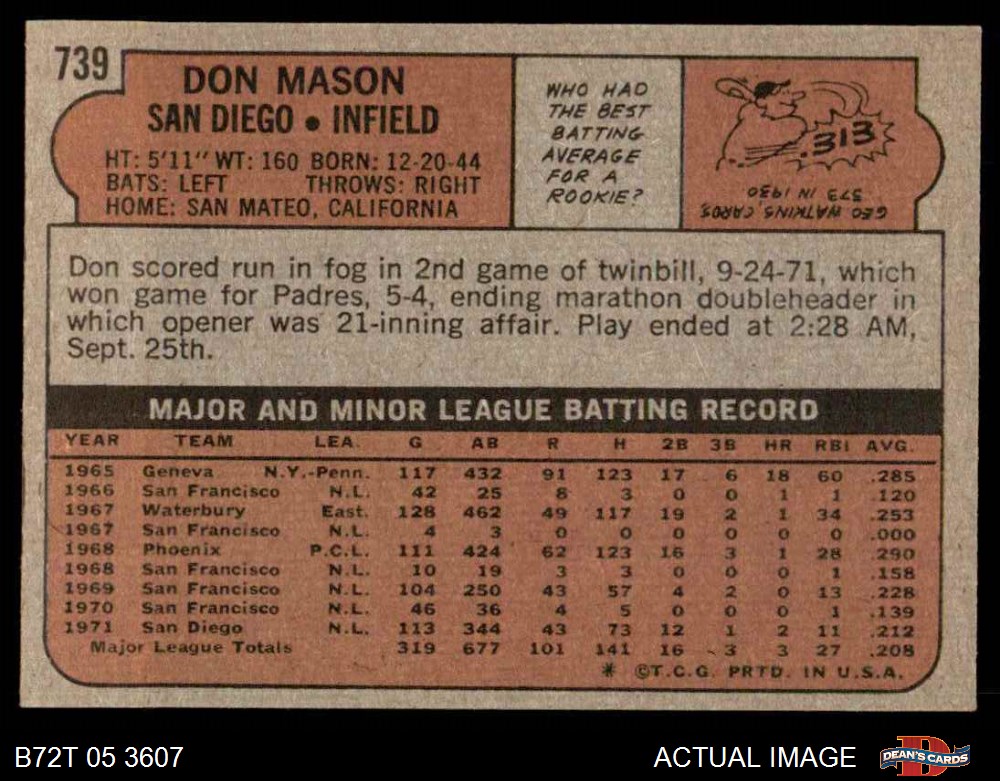 739
DON MASON
SAN DIEGO • INFIELD
HT: 5'11" WT: 160 BORN: 12-20-44
BATS: LEFT THROWS: RIGHT
HOME: SAN MATEO, CALIFORNIA
WHO HAD
THE BEST
BATTING
AVERAGE
FOR A
ROOKIE?
.313
GEO WATKINS, CARDS,
373 IN 1930
Don scored run in fog in 2nd game of twinbill, 9-24-71, which
won game for Padres, 5-4, ending marathon doubleheader in
which opener was 21-inning affair. Play ended at 2:28 AM,
Sept. 25th.
MAJOR AND MINOR LEAGUE BATTING RECORD
YEAR TEAM LEA. G AB R H 2B 3B HR RBI AVG.
1965 Geneva N.Y.-Penn. 117 432 91 123 17 6 18 60 .285
1966 San Francisco N.L. 42 25 8 3 0 0 1 1 .120
1967 Waterbury East. 128 462 49 117 19 2 1 34 .253
1967 San Francisco N.L. 4 3 0 0 0 0 0 0 .000
1968 Phoenix P.C.L. 111 424 62 123 16 3 1 28 .290
1968 San Francisco N.L. 10 19 3 3 0 0 0 1 .158
1969 San Francisco N.L. 104 250 43 57 4 2 0 13 .228
1970 San Francisco N.L. 46 36 4 5 0 0 0 1 .139
1971 San Diego N.L. 113 344 43 73 12 1 2 11 .212
Major League Totals 319 677 101 141 16 3 3 27 .208
* ©T.C.G. PRTD. IN U.S.A.
B72T 05 3607
ACTUAL IMAGE
DEAN'S CARDS